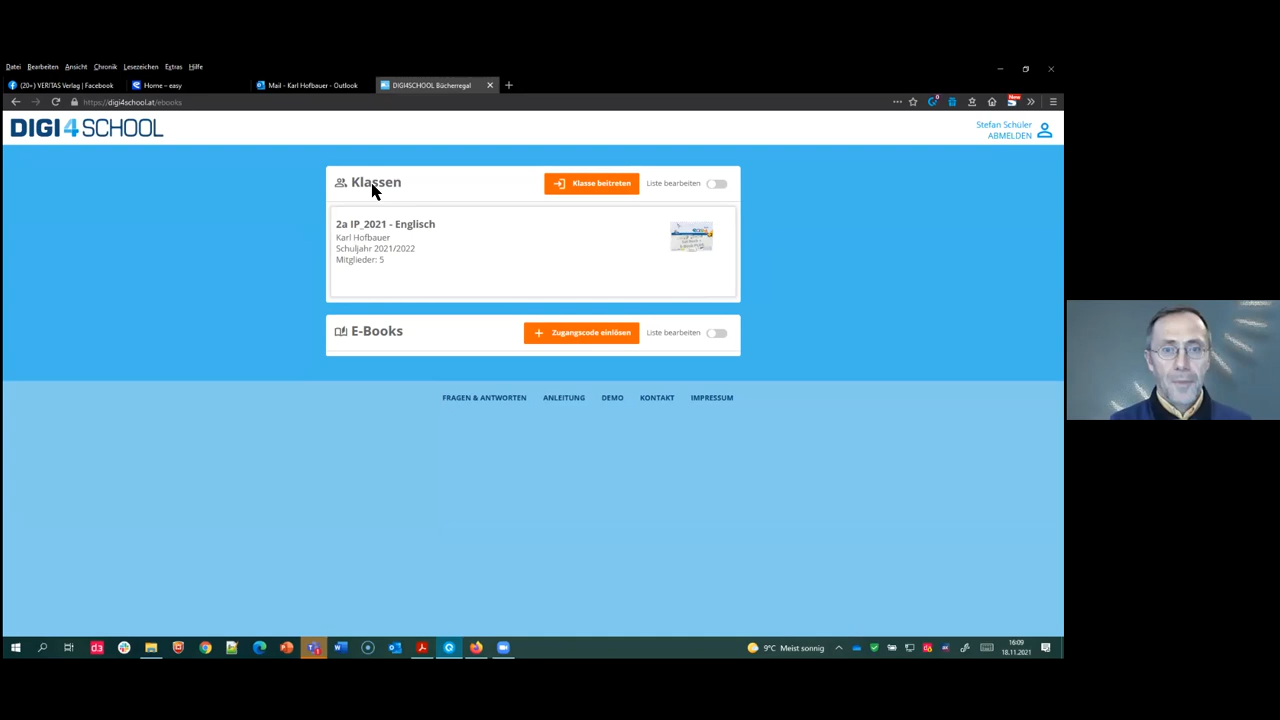 Datei Bearbeiten Ansicht Chronik Lesezeichen Extras Hilfe
(20+) VERITAS Verlag | Facebook
Home – easy
Mail - Karl Hofbauer - Outlook
DIGI4SCHOOL Bücherregal
https://digi4school.at/ebooks
New
DIGI4SCHOOL
Stefan Schüler
ABMELDEN
Klassen
Klasse beitreten
Liste bearbeiten
2a IP_2021 - Englisch
Karl Hofbauer
Schuljahr 2021/2022
Mitglieder: 5
E-Books
Zugangscode einlösen
Liste bearbeiten
FRAGEN & ANTWORTEN ANLEITUNG DEMO KONTAKT IMPRESSUM
9°C Meist sonnig
16:09
18.11.2021